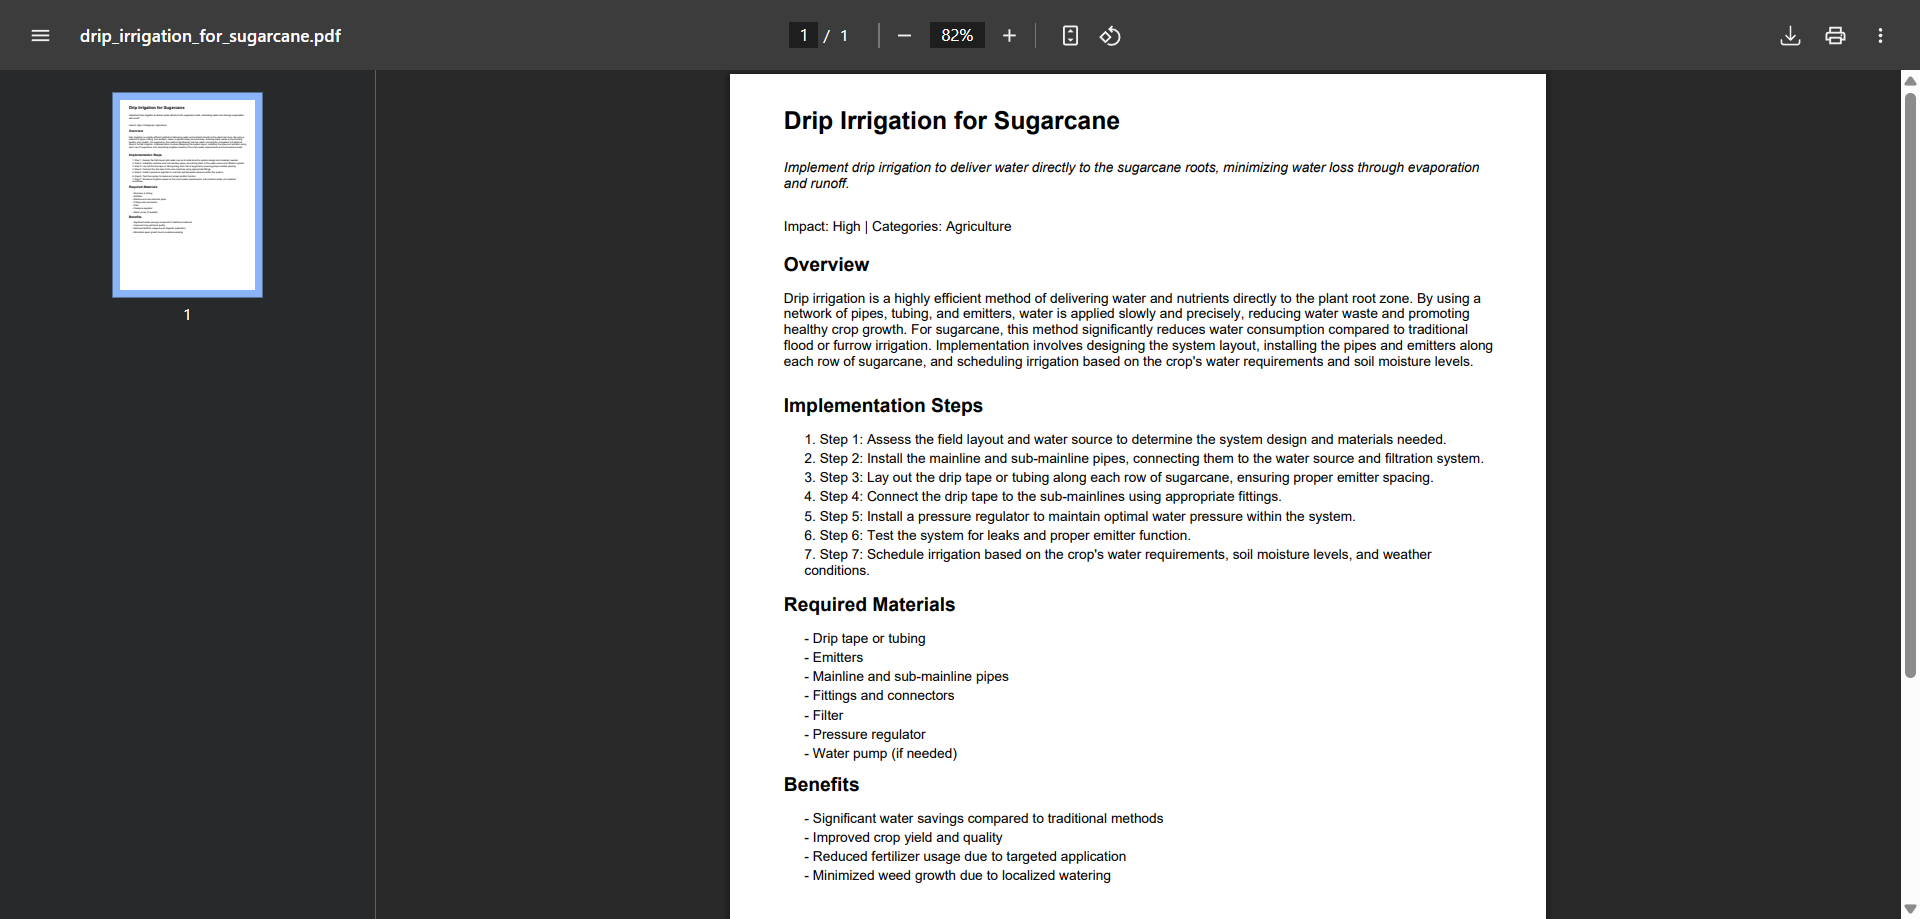 drip_irrigation_for_sugarcane.pdf
1 / 1
82%
1
Drip Irrigation for Sugarcane
Implement drip irrigation to deliver water directly to the sugarcane roots, minimizing water loss through evaporation
and runoff.
Impact: High | Categories: Agriculture
Overview
Drip irrigation is a highly efficient method of delivering water and nutrients directly to the plant root zone. By using a
network of pipes, tubing, and emitters, water is applied slowly and precisely, reducing water waste and promoting
healthy crop growth. For sugarcane, this method significantly reduces water consumption compared to traditional
flood or furrow irrigation. Implementation involves designing the system layout, installing the pipes and emitters along
each row of sugarcane, and scheduling irrigation based on the crop's water requirements and soil moisture levels.
Implementation Steps
1. Step 1: Assess the field layout and water source to determine the system design and materials needed.
2. Step 2: Install the mainline and sub-mainline pipes, connecting them to the water source and filtration system.
3. Step 3: Lay out the drip tape or tubing along each row of sugarcane, ensuring proper emitter spacing.
4. Step 4: Connect the drip tape to the sub-mainlines using appropriate fittings.
5. Step 5: Install a pressure regulator to maintain optimal water pressure within the system.
6. Step 6: Test the system for leaks and proper emitter function.
7. Step 7: Schedule irrigation based on the crop's water requirements, soil moisture levels, and weather
conditions.
Required Materials
- Drip tape or tubing
- Emitters
- Mainline and sub-mainline pipes
- Fittings and connectors
- Filter
- Pressure regulator
- Water pump (if needed)
Benefits
- Significant water savings compared to traditional methods
- Improved crop yield and quality
- Reduced fertilizer usage due to targeted application
- Minimized weed growth due to localized watering